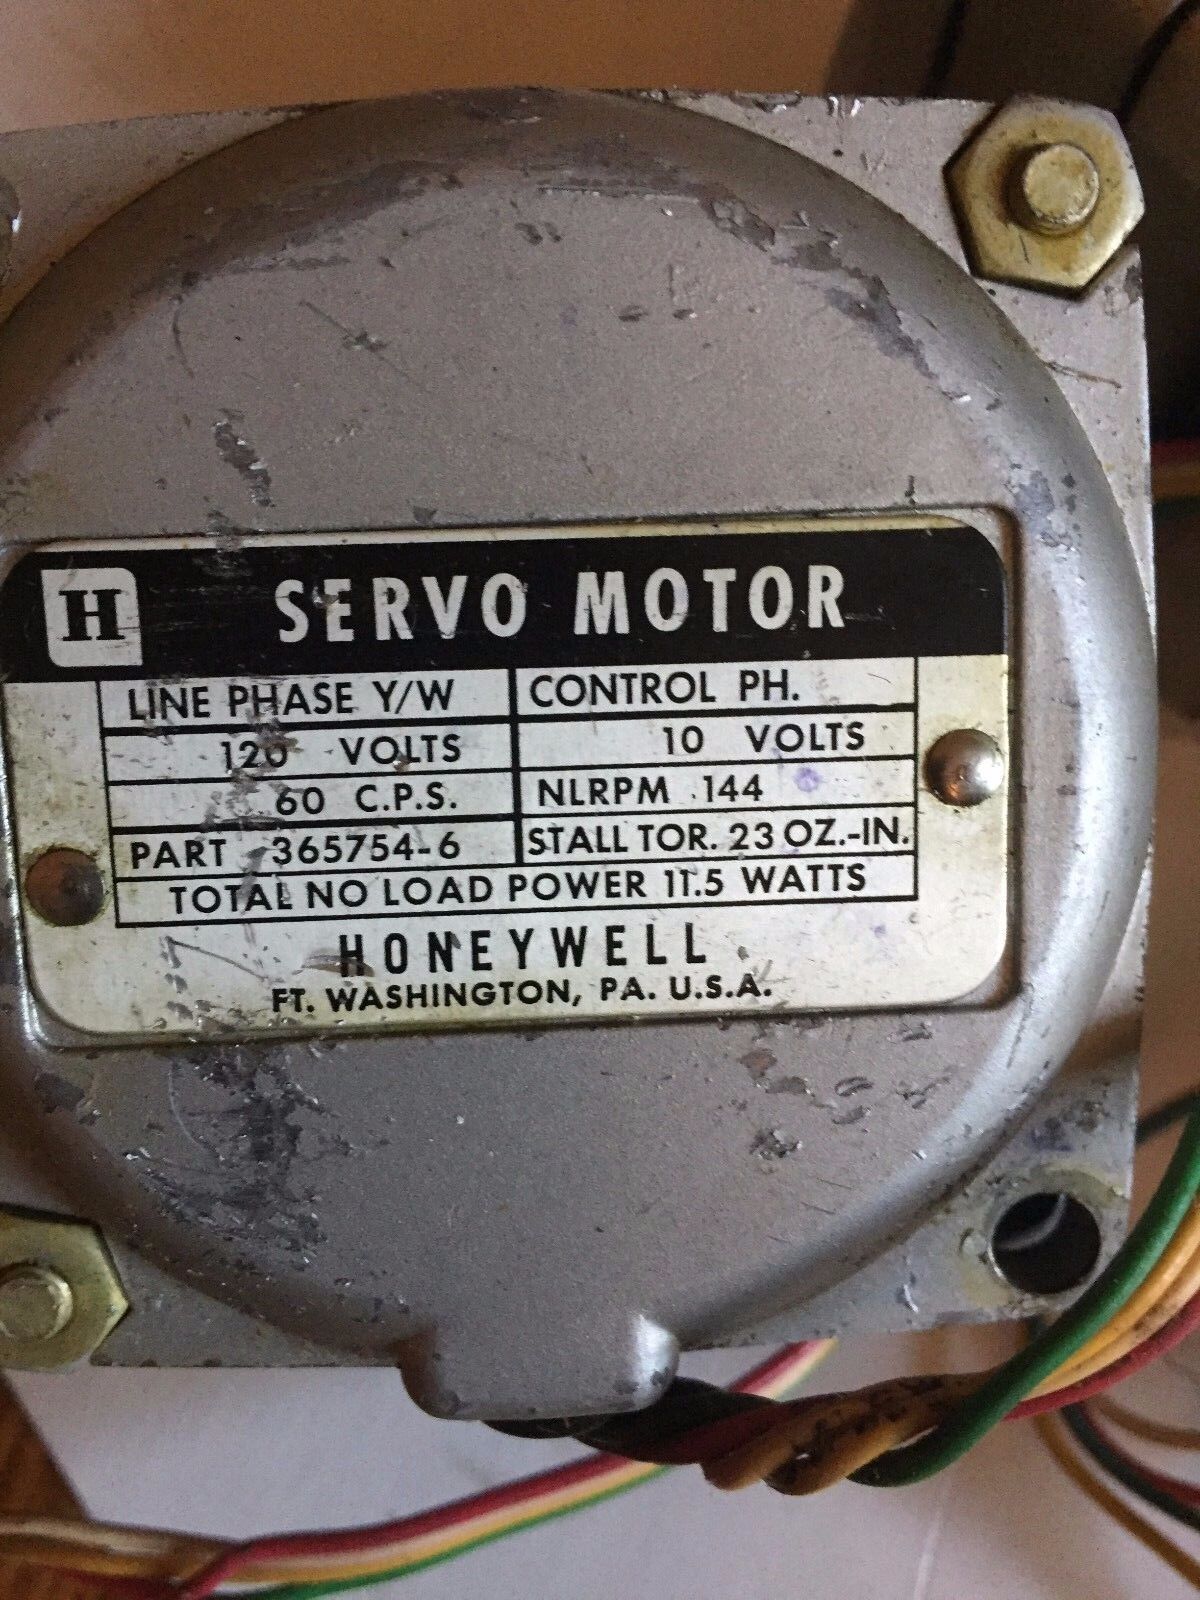 H SERVO MOTOR
LINE PHASE Y/W CONTROL PH.
120 VOLTS 10 VOLTS
60 C.P.S. NLRPM 144
PART 365754-6 STALL TOR. 23 OZ.-IN.
TOTAL NO LOAD POWER 11.5 WATTS
HONEYWELL
FT. WASHINGTON, PA. U.S.A.